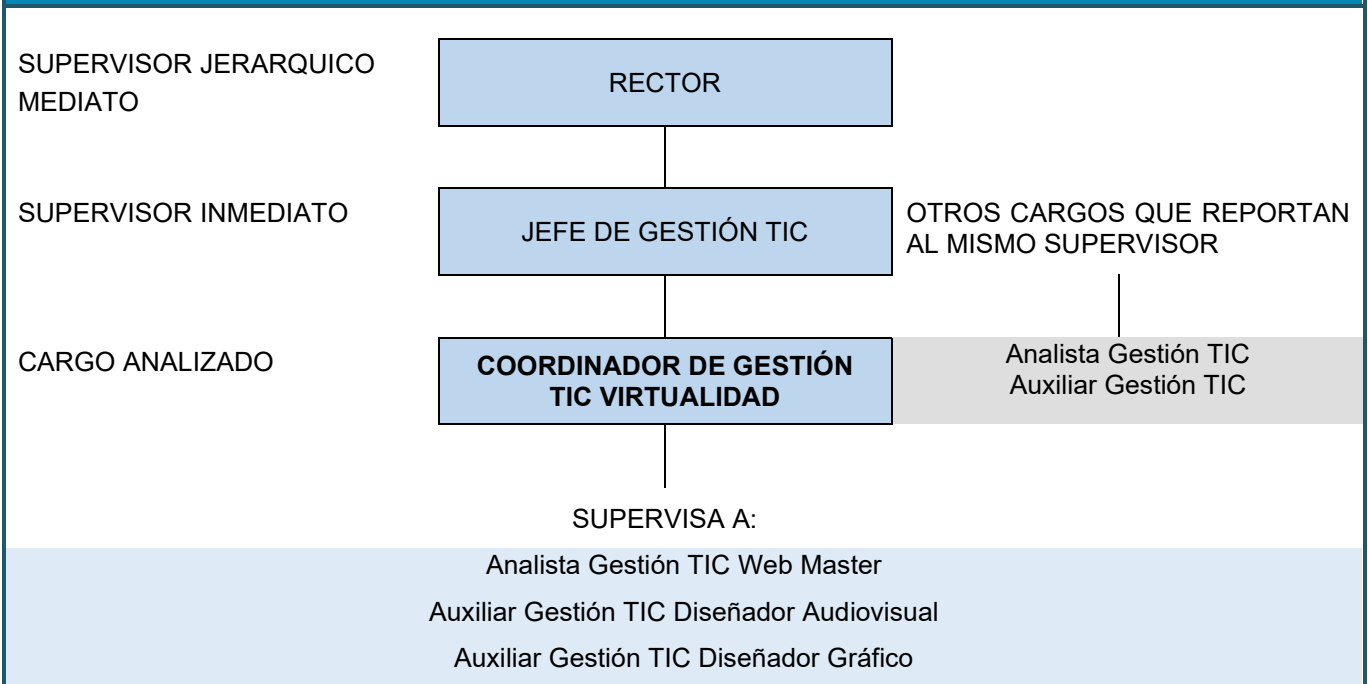 SUPERVISOR JERARQUICO
MEDIATO
RECTOR
SUPERVISOR INMEDIATO
JEFE DE GESTIÓN TIC
OTROS CARGOS QUE REPORTAN
AL MISMO SUPERVISOR
CARGO ANALIZADO
COORDINADOR DE GESTIÓN
TIC VIRTUALIDAD
Analista Gestión TIC
Auxiliar Gestión TIC
SUPERVISA A:
Analista Gestión TIC Web Master
Auxiliar Gestión TIC Diseñador Audiovisual
Auxiliar Gestión TIC Diseñador Gráfico